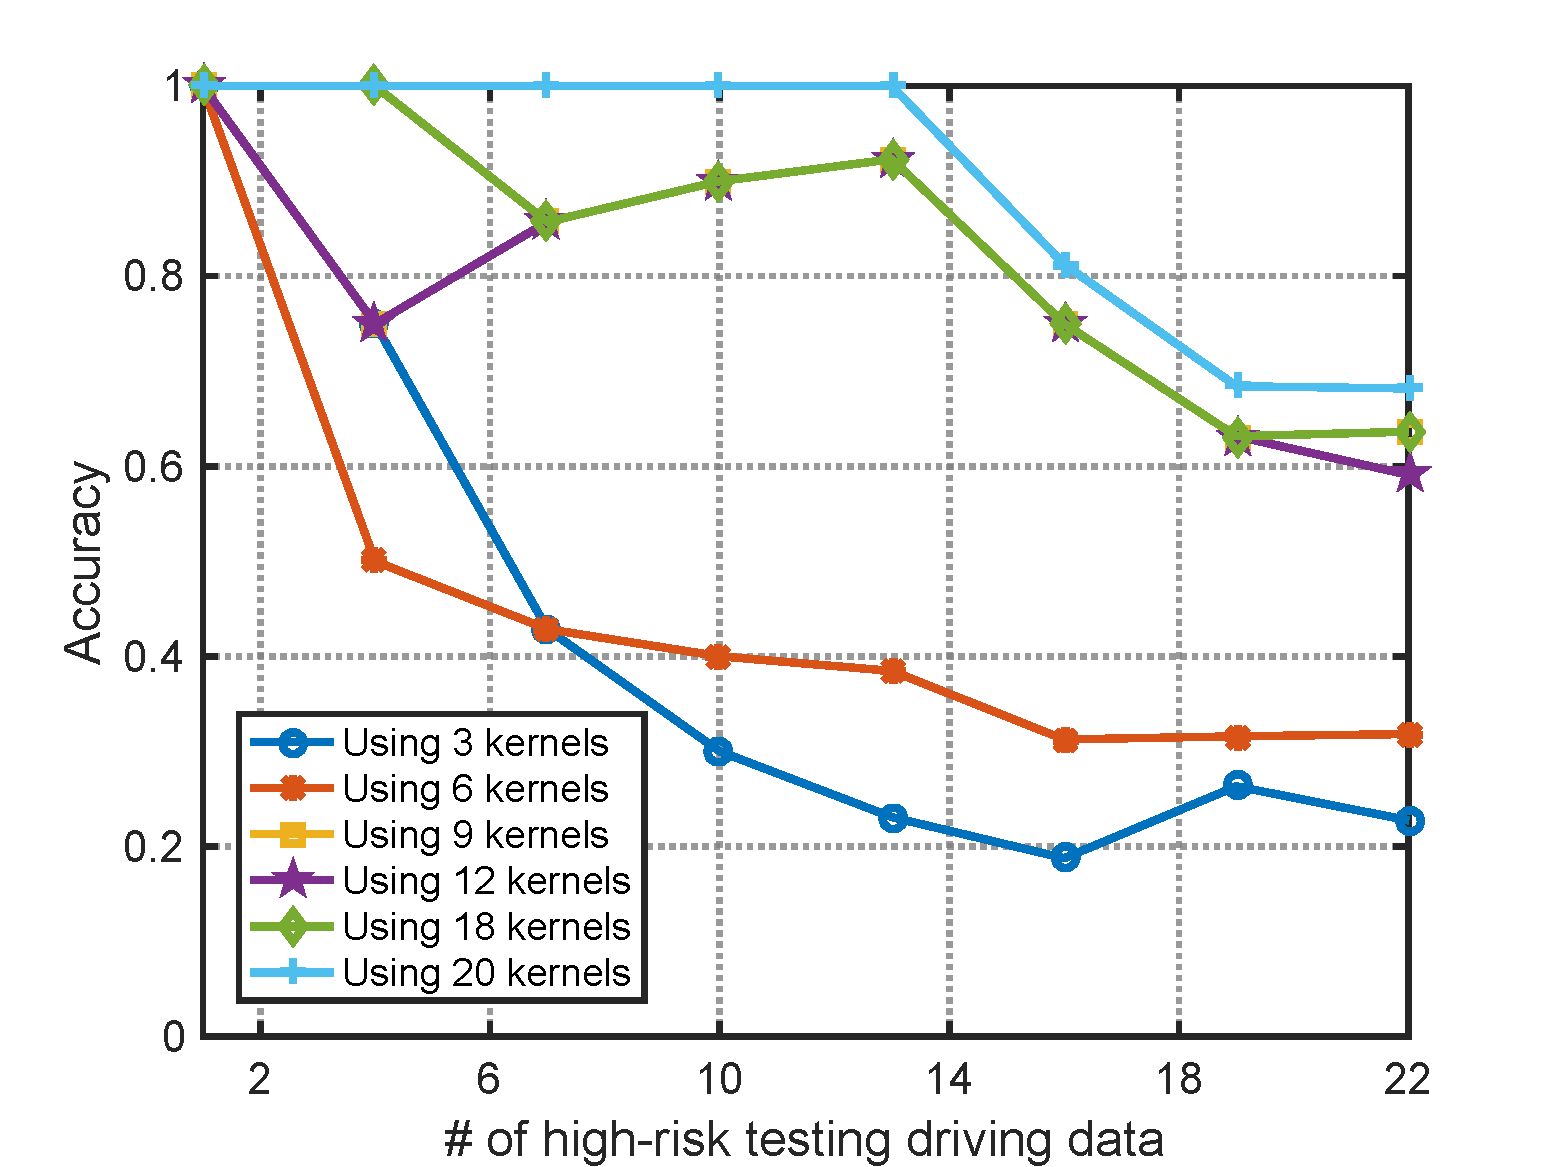 1
0.8
0.6
0.4
0.2
0
Accuracy
Using 3 kernels
Using 6 kernels
Using 9 kernels
Using 12 kernels
Using 18 kernels
Using 20 kernels
2 6 10 14 18 22
# of high-risk testing driving data